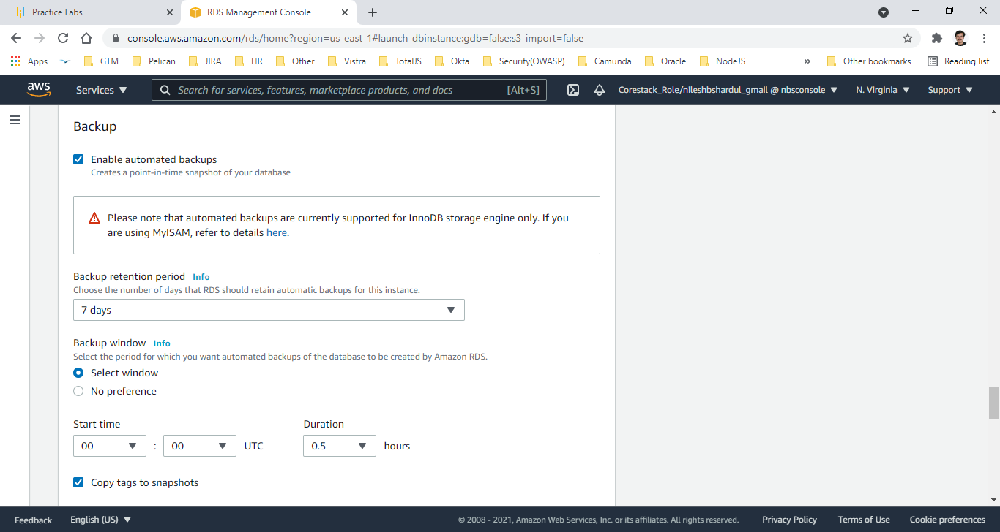 Practice Labs
RDS Management Console
console.aws.amazon.com/rds/home?region=us-east-1#launch-dbinstance:gdb=false;s3-import=false
Apps
GTM
Pelican
JIRA
HR
Other
Vistra
TotalJS
Okta
Security(OWASP)
Camunda
Oracle
NodeJS
»
Other bookmarks
Reading list
aws
Services
Search for services, features, marketplace products, and docs
[Alt+S]
Corestack_Role/nileshbshardul_gmail @ nbsconsole
N. Virginia
Support
Backup
Enable automated backups
Creates a point-in-time snapshot of your database
Please note that automated backups are currently supported for InnoDB storage engine only. If you
are using MyISAM, refer to details here.
Backup retention period Info
Choose the number of days that RDS should retain automatic backups for this instance.
7 days
Backup window Info
Select the period for which you want automated backups of the database to be created by Amazon RDS.
Select window
No preference
Start time
Duration
00 : 00 UTC
0.5 hours
Copy tags to snapshots
Feedback
English (US)
© 2008 - 2021, Amazon Web Services, Inc. or its affiliates. All rights reserved.
Privacy Policy
Terms of Use
Cookie preferences